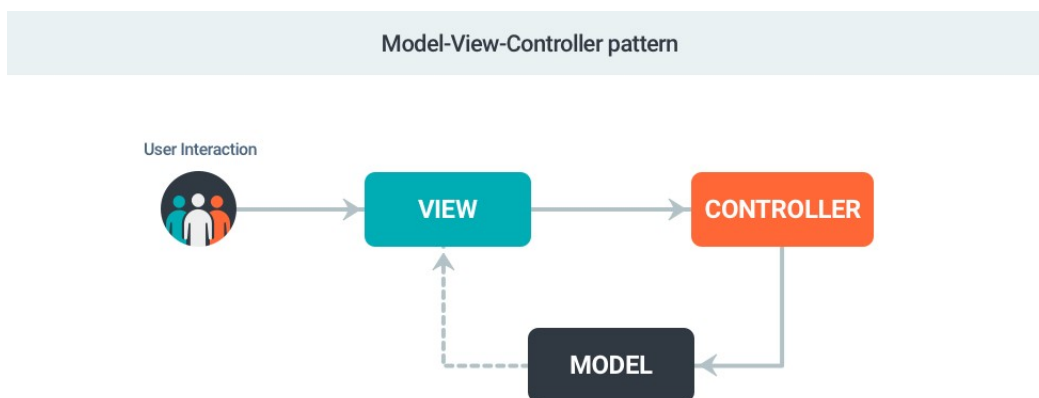 Model-View-Controller pattern
User Interaction
VIEW
CONTROLLER
MODEL